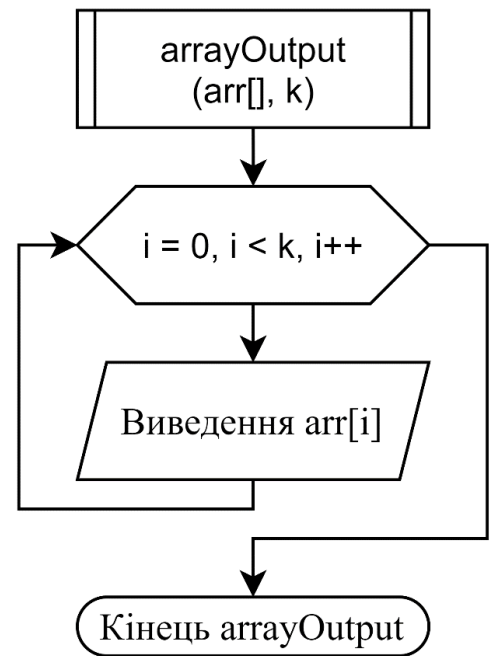 arrayOutput
(arr[], k)
i = 0, i < k, i++
Виведення arr[i]
Кінець arrayOutput